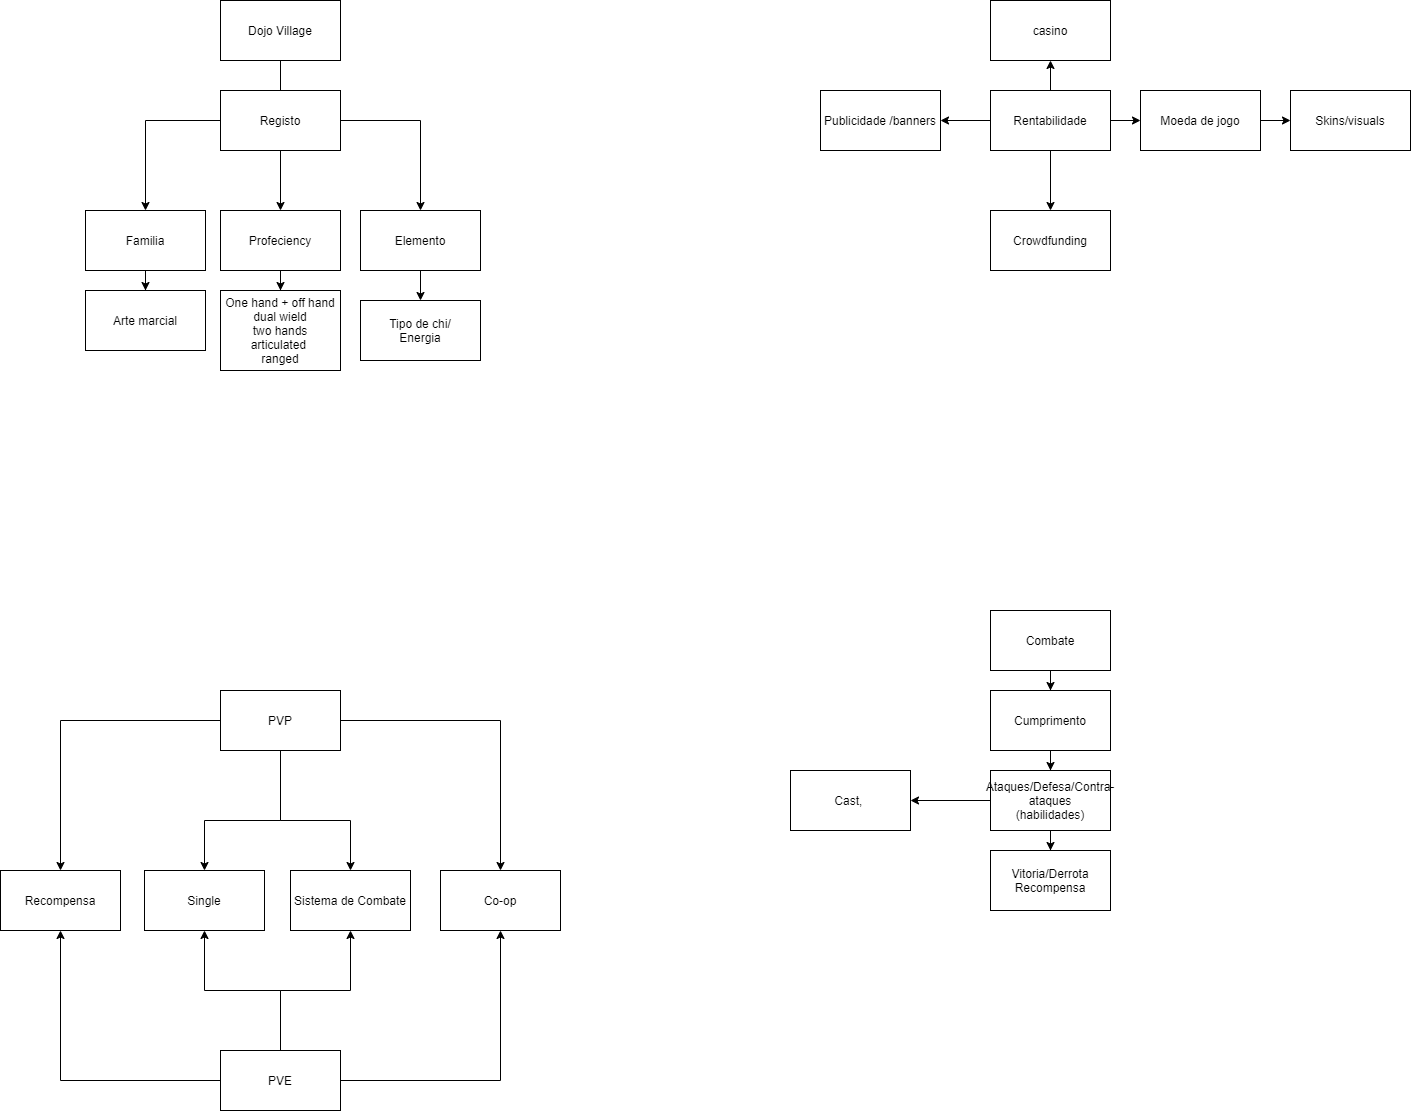 Dojo Village
Registo
Familia
Profeciency
Elemento
Arte marcial
One hand + off hand
dual wield
two hands
articulated
ranged
Tipo de chi/
Energia
casino
Publicidade /banners
Rentabilidade
Moeda de jogo
Skins/visuals
Crowdfunding
PVP
Recompensa
Single
Sistema de Combate
Co-op
PVE
Combate
Cumprimento
Cast,
Ataques/Defesa/Contra-
ataques
(habilidades)
Vitoria/Derrota
Recompensa